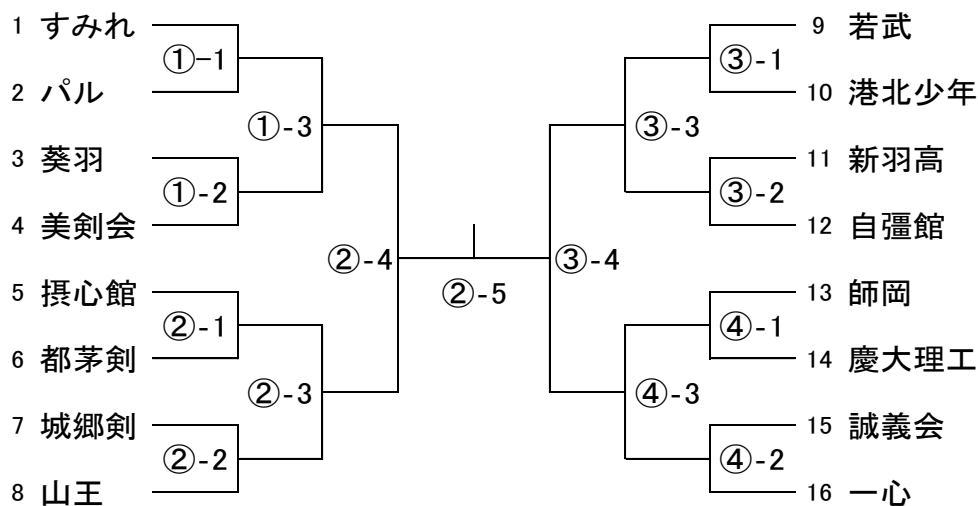 1 すみれ
①-1
2 パル
①-3
3 葵羽
①-2
4 美剣会
②-4
5 摂心館
②-1
6 都茅剣
②-3
7 城郷剣
②-2
8 山王
②-5
9 若武
③-1
10 港北少年
③-3
11 新羽高
③-2
12 自彊館
③-4
13 師岡
④-1
14 慶大理工
④-3
15 誠義会
④-2
16 一心